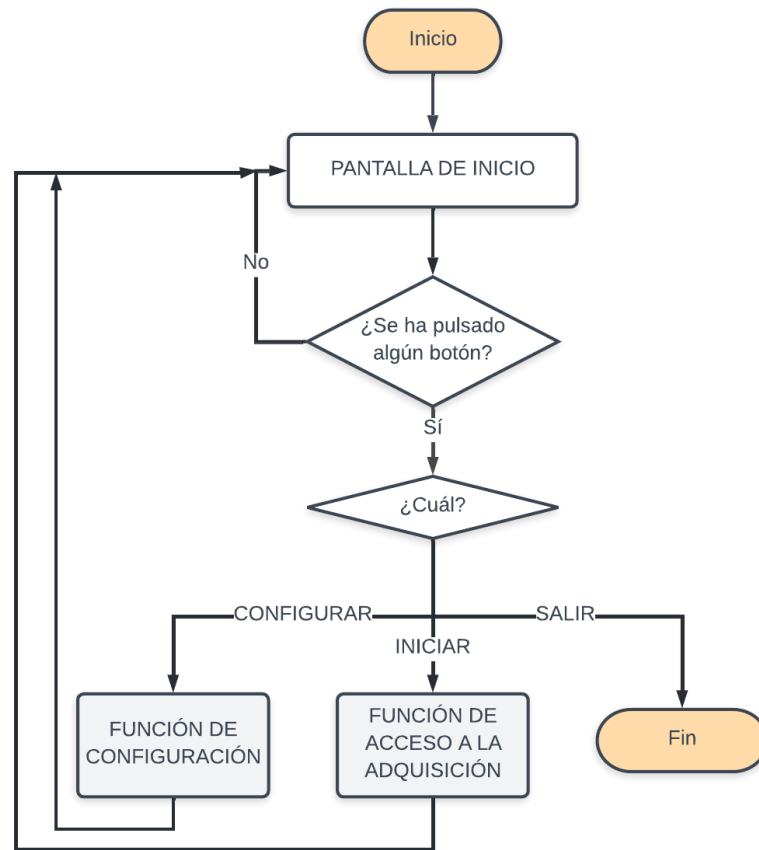 Inicio
PANTALLA DE INICIO
No
¿Se ha pulsado
algún botón?
Sí
¿Cuál?
CONFIGURAR
SALIR
INICIAR
FUNCIÓN DE
CONFIGURACIÓN
FUNCIÓN DE
ACCESO A LA
ADQUISICIÓN
Fin